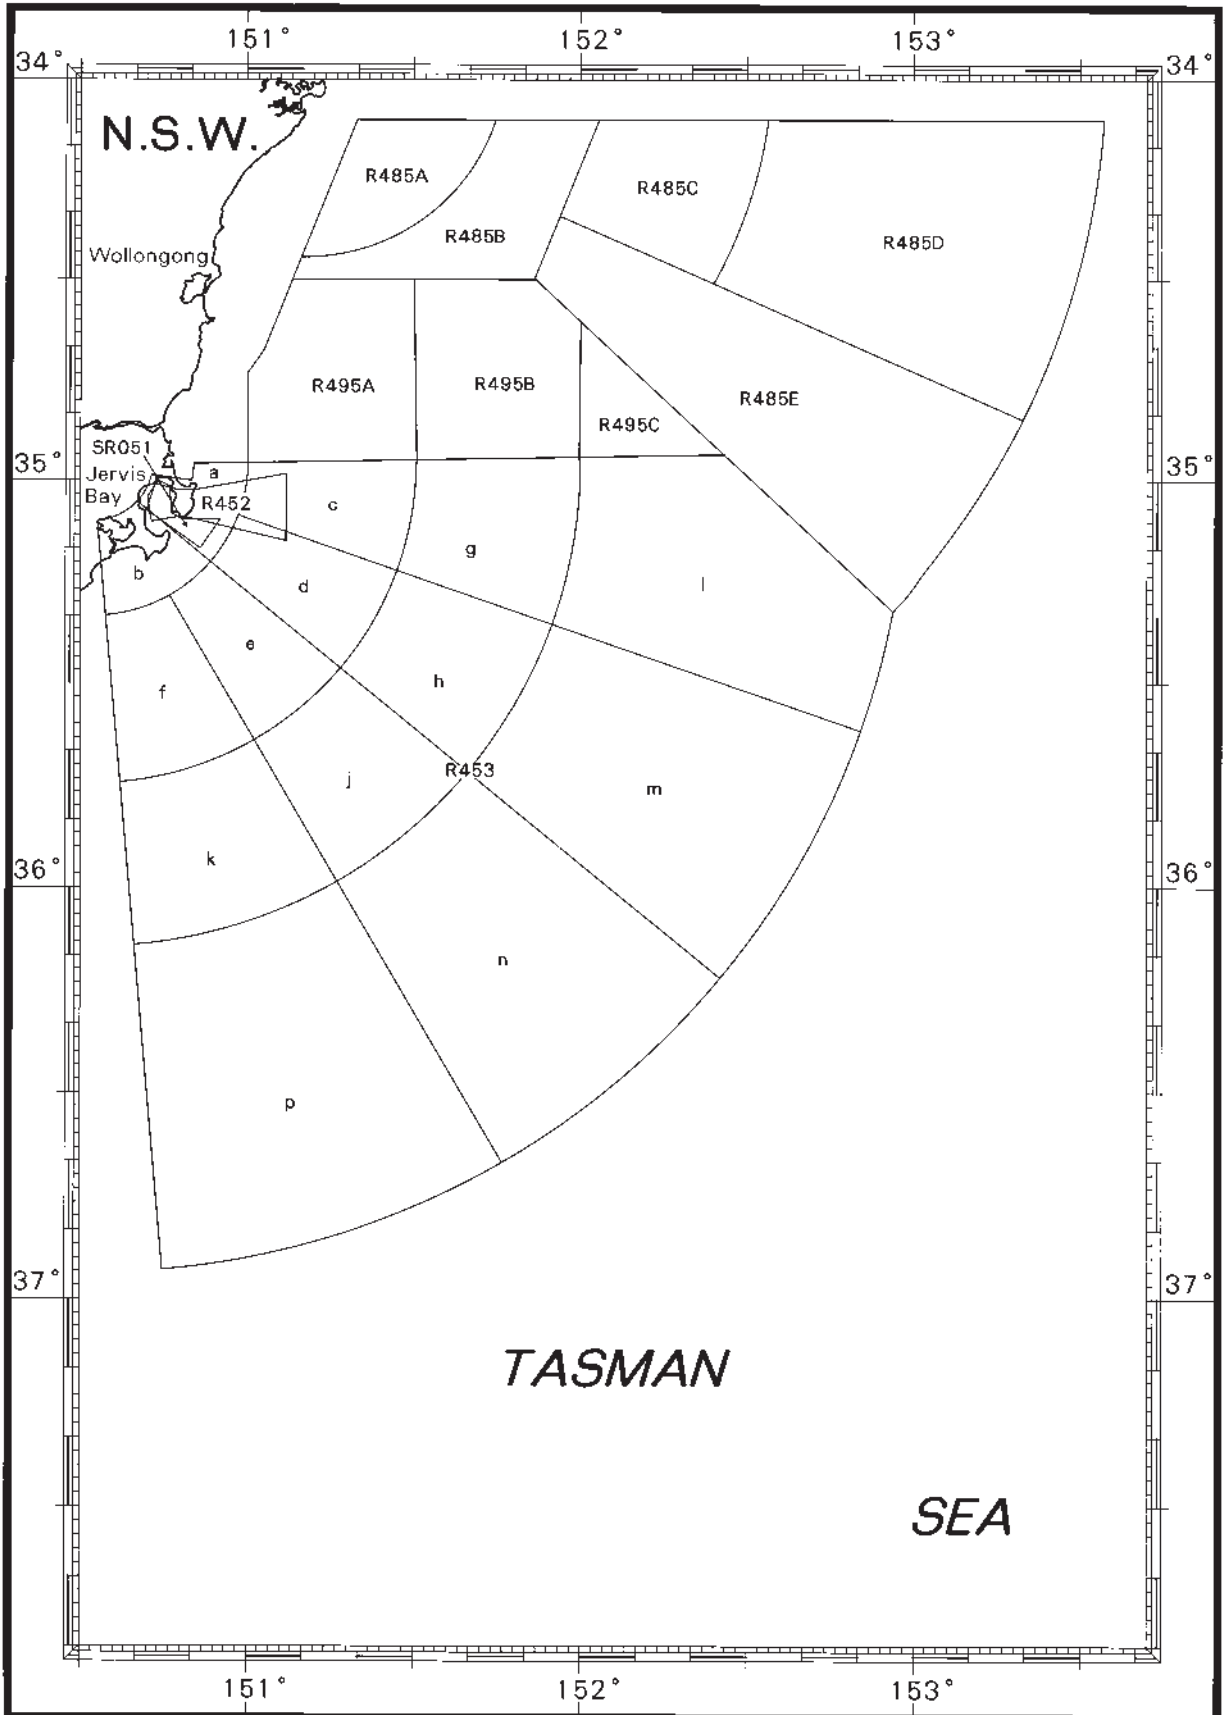 151° 152° 153°
34° 34°
N.S.W.
R485A
R485C
R485B
R485D
Wollongong
R495A
R495B
R485E
R495C
SR051
35° 35°
a
Jervis
Bay
R452
c
g
b
d
l
e
h
f
R453
j
m
k
36° 36°
n
p
37° 37°
TASMAN
SEA
151° 152° 153°